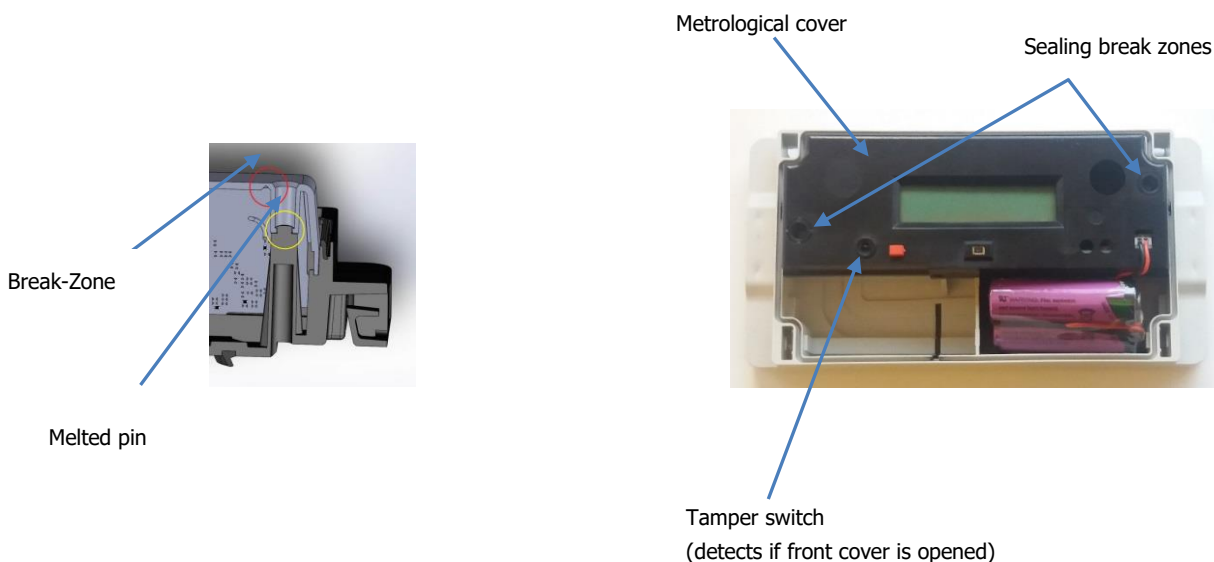 Metrological cover
Sealing break zones
Break-Zone
Melted pin
Tamper switch
(detects if front cover is opened)